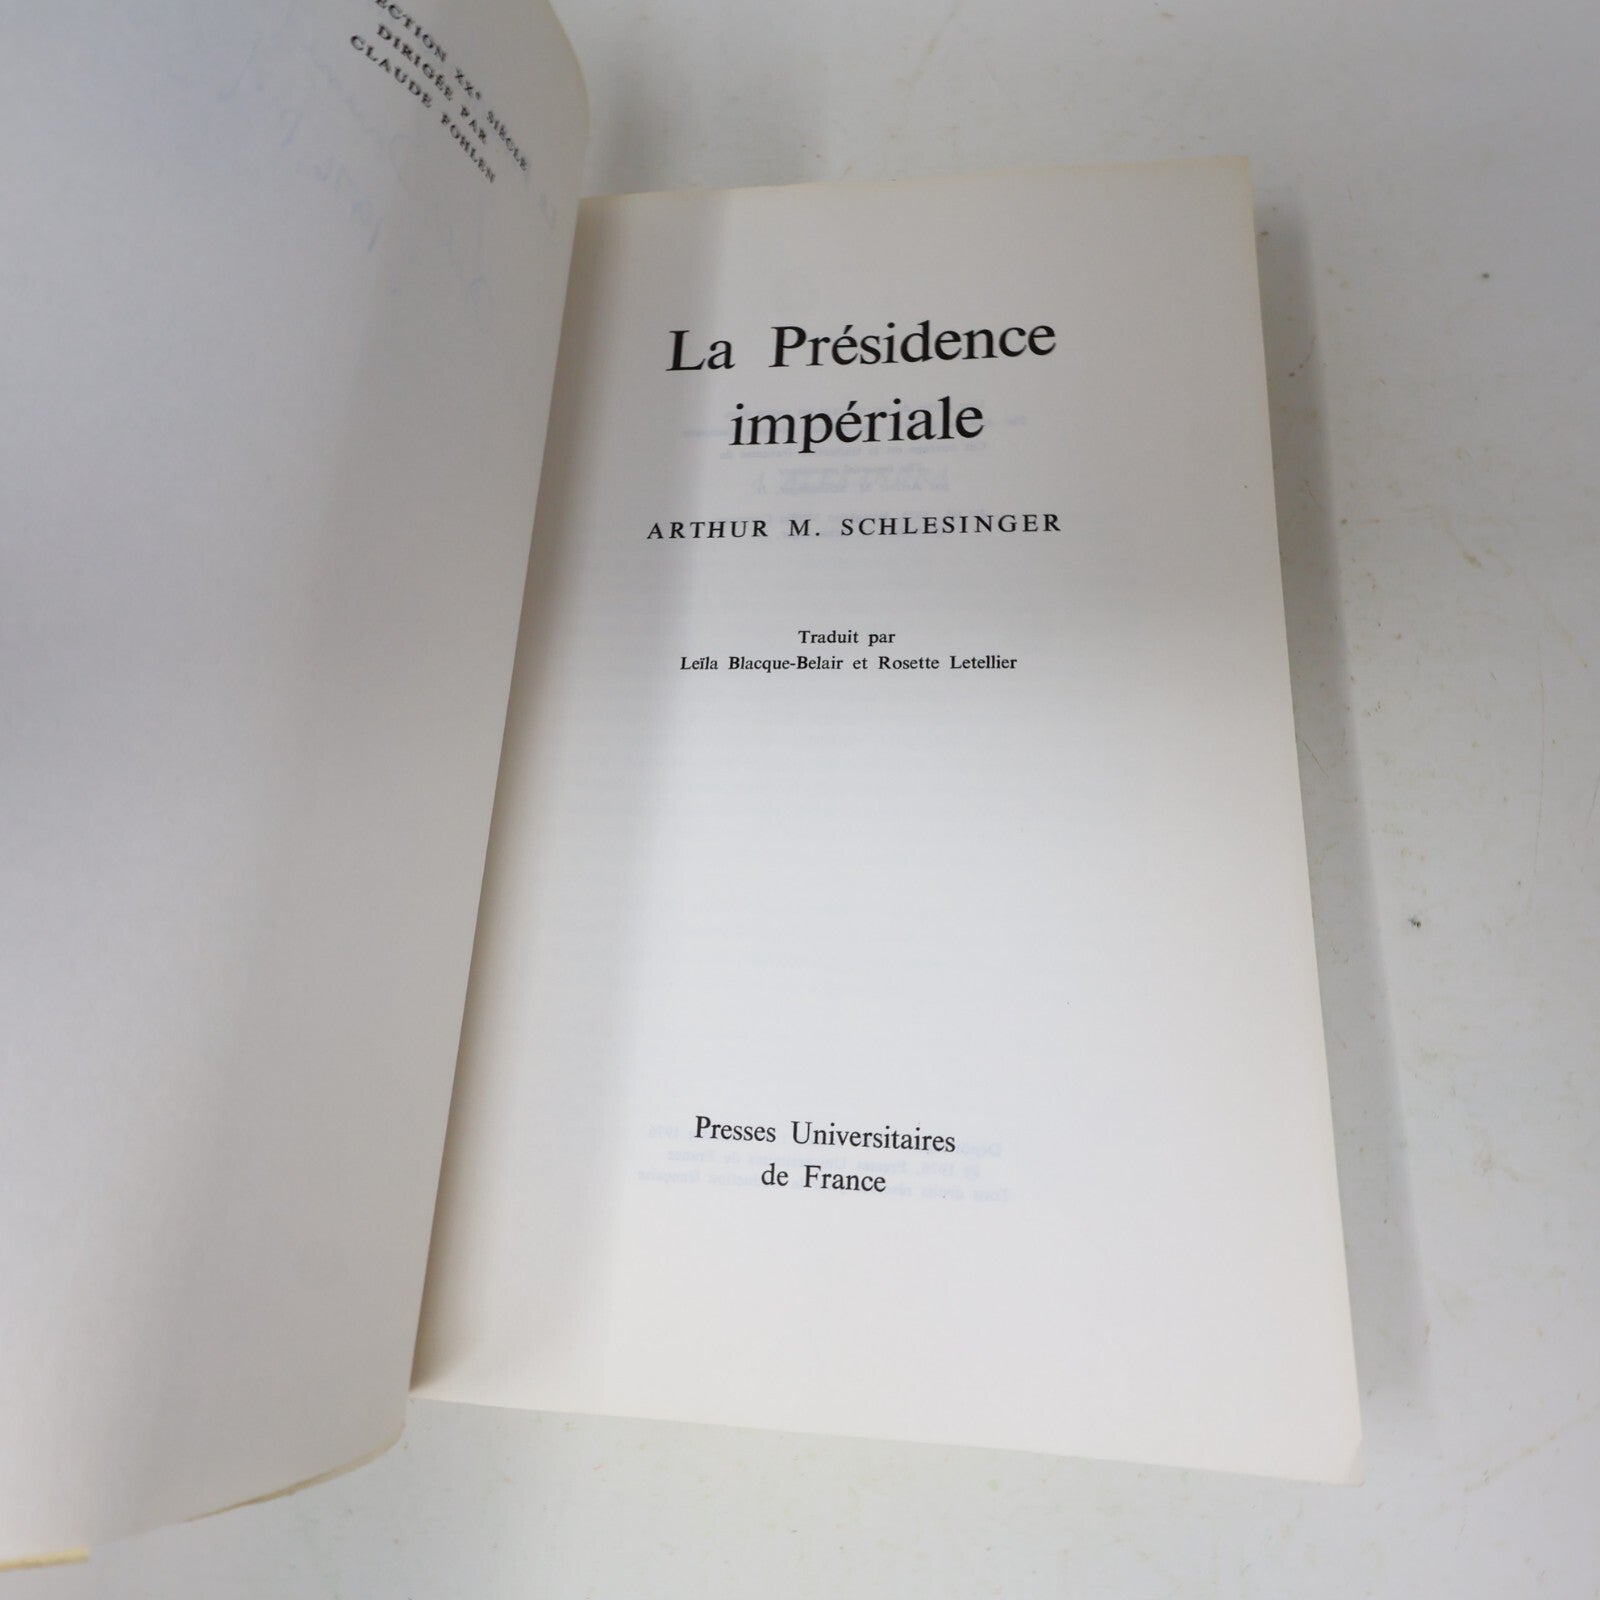 ECTION XXe SIÈCLE
DIRIGÉE PAR
CLAUDE FOHLEN
La Présidence
impériale
ARTHUR M. SCHLESINGER
Traduit par
Leïla Blacque-Belair et Rosette Letellier
Presses Universitaires
de France